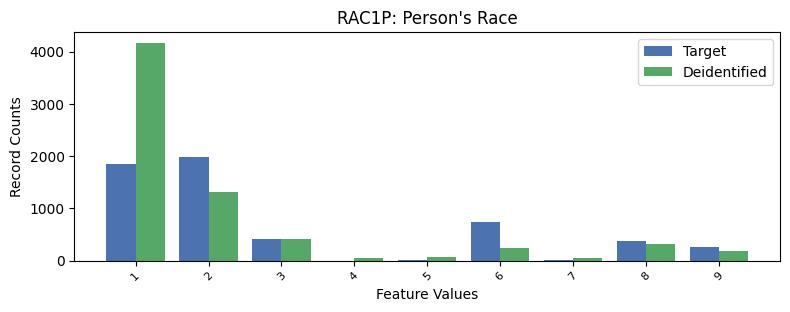 RAC1P: Person's Race
Target
Deidentified
Record Counts
4000
3000
2000
1000
0
1 2 3 4 5 6 7 8 9
Feature Values